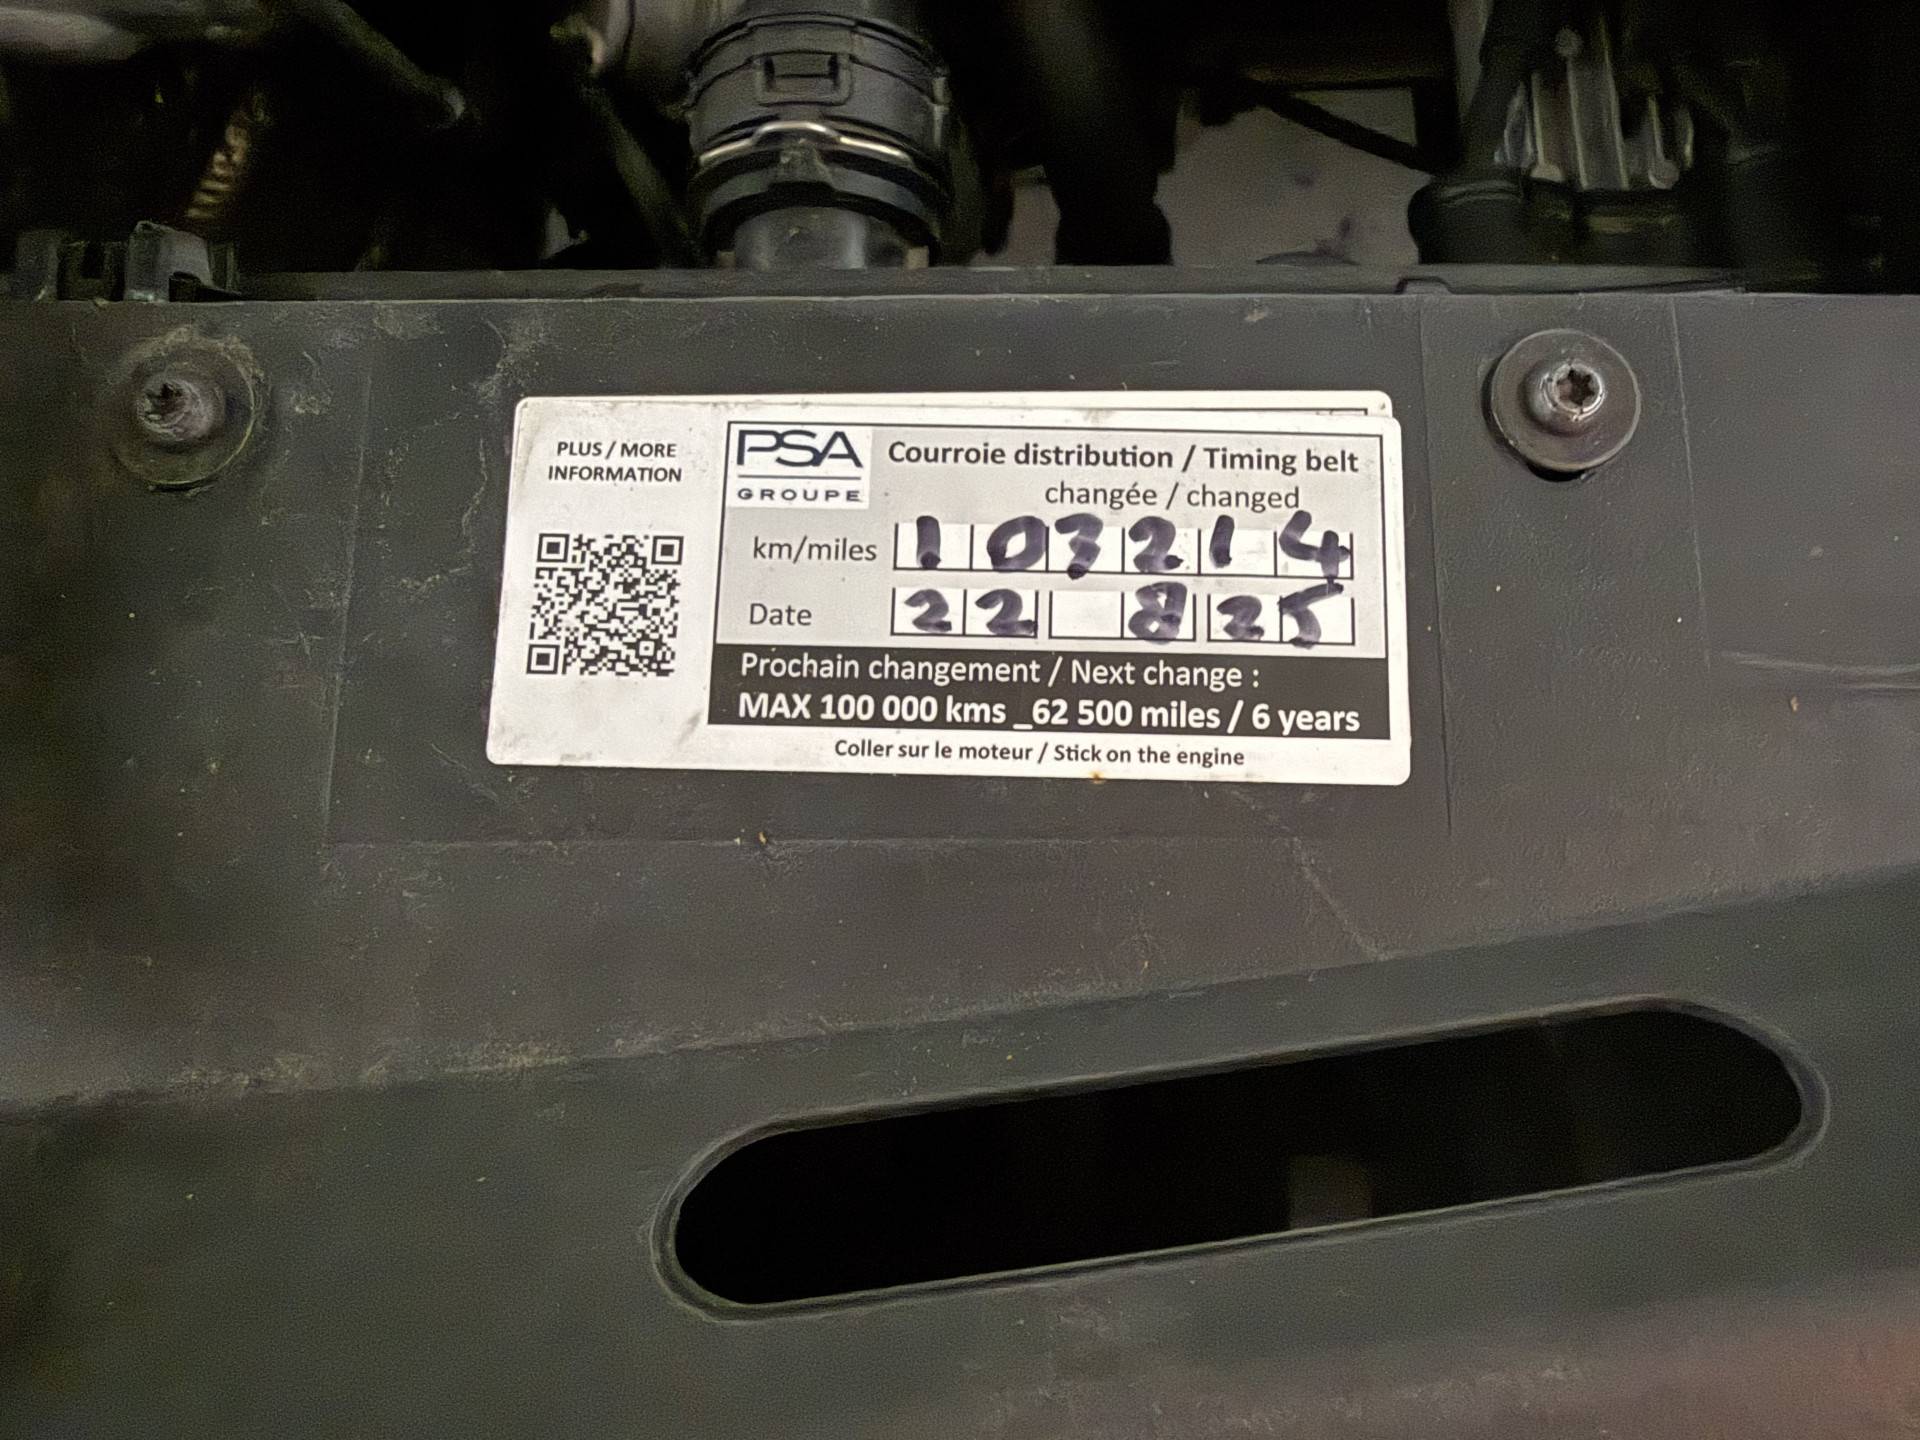 PLUS / MORE
INFORMATION
PSA
GROUPE
Courroie distribution / Timing belt
changée / changed
km/miles 103214
Date 22 8 25
Prochain changement / Next change :
MAX 100 000 kms _62 500 miles / 6 years
Coller sur le moteur / Stick on the engine